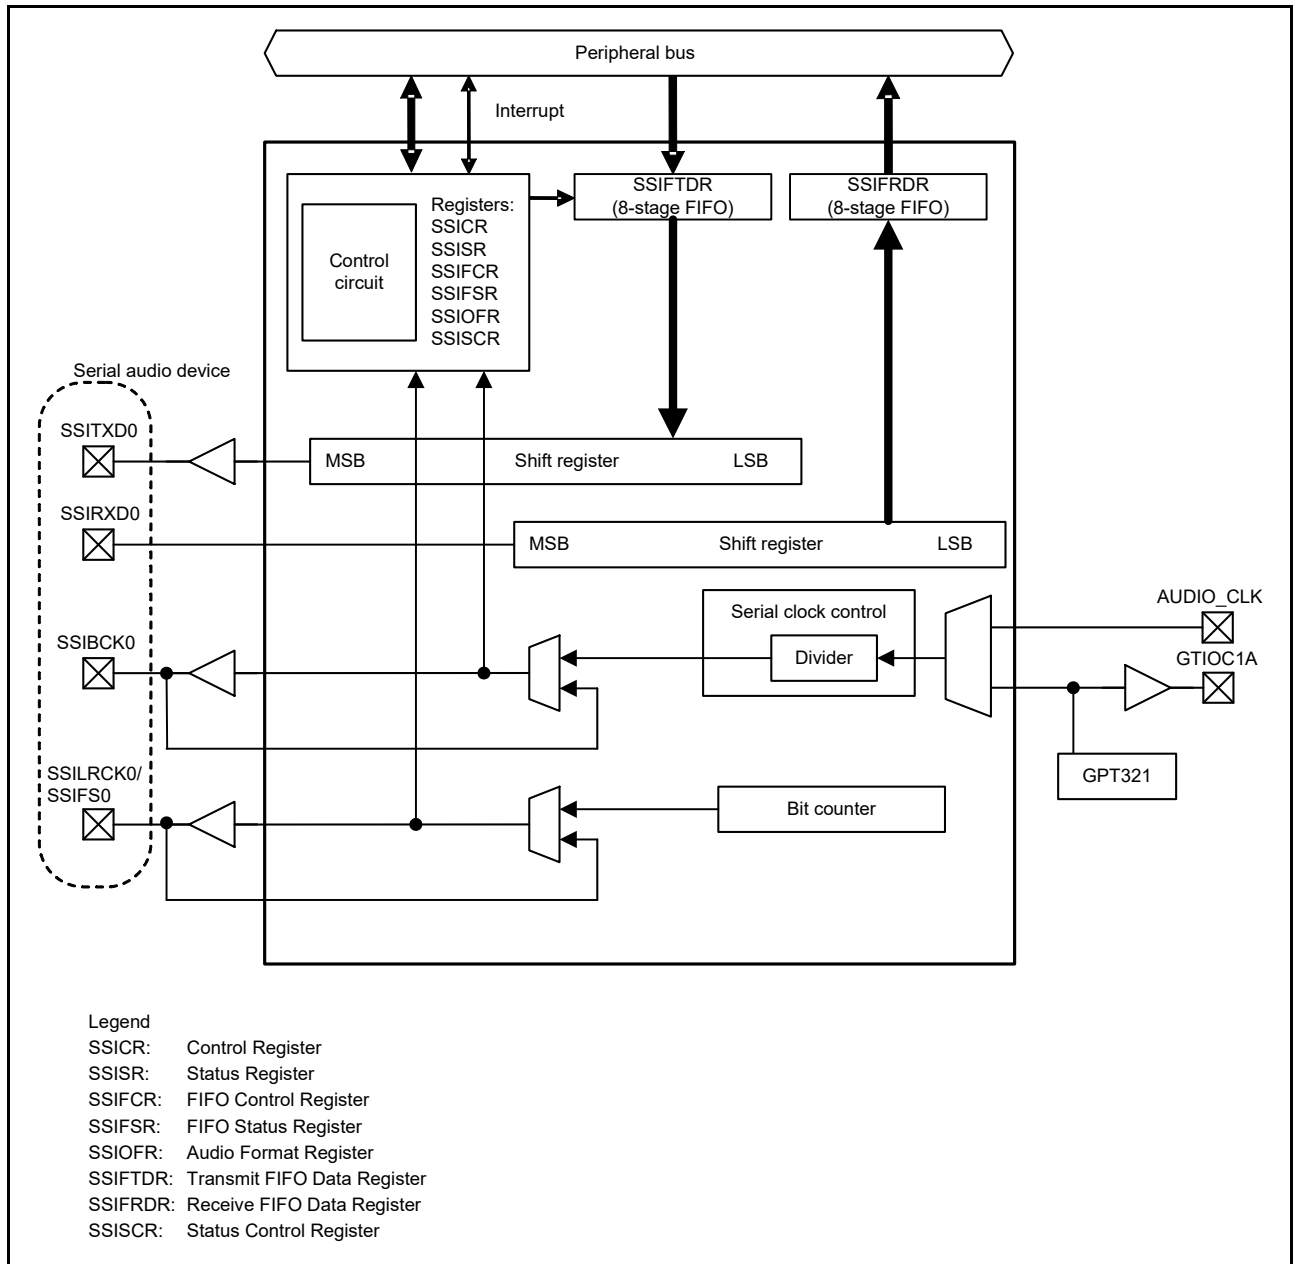 Peripheral bus
Interrupt
SSIFTDR
(8-stage FIFO)
SSIFRDR
(8-stage FIFO)
Registers:
SSICR
SSISR
SSIFCR
SSIFSR
SSIOFR
SSISCR
Control
circuit
Serial audio device
SSITXD0
MSB Shift register LSB
SSIRXD0
MSB Shift register LSB
SSIBCK0
Serial clock control
Divider
AUDIO_CLK
GTIOC1A
GPT321
SSILRCK0/
SSIFS0
Bit counter
Legend
SSICR: Control Register
SSISR: Status Register
SSIFCR: FIFO Control Register
SSIFSR: FIFO Status Register
SSIOFR: Audio Format Register
SSIFTDR: Transmit FIFO Data Register
SSIFRDR: Receive FIFO Data Register
SSISCR: Status Control Register